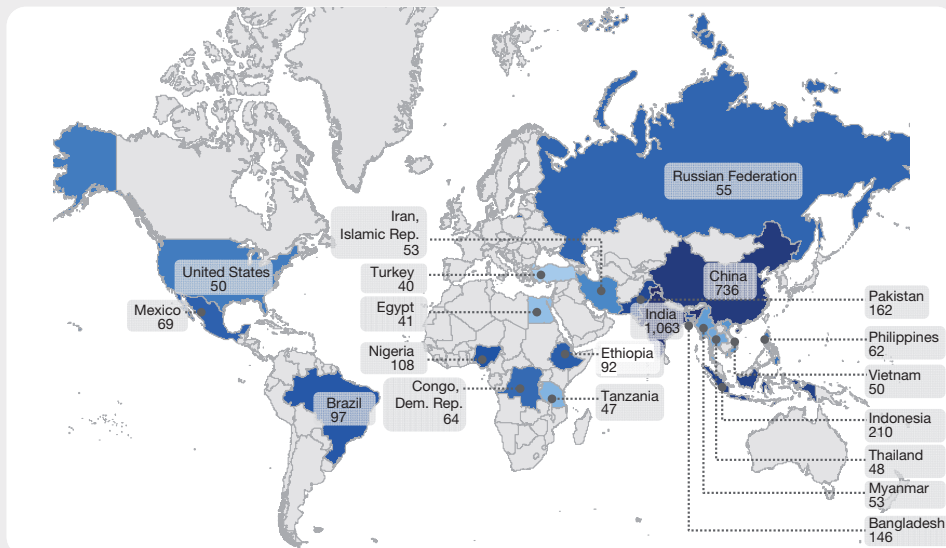 Russian Federation
55
Iran,
Islamic Rep.
53
United States
50
Turkey
40
China
736
Mexico
69
Egypt
41
India
1,063
Pakistan
162
Nigeria
108
Ethiopia
92
Philippines
62
Congo,
Dem. Rep.
64
Tanzania
47
Vietnam
50
Brazil
97
Indonesia
210
Thailand
48
Myanmar
53
Bangladesh
146